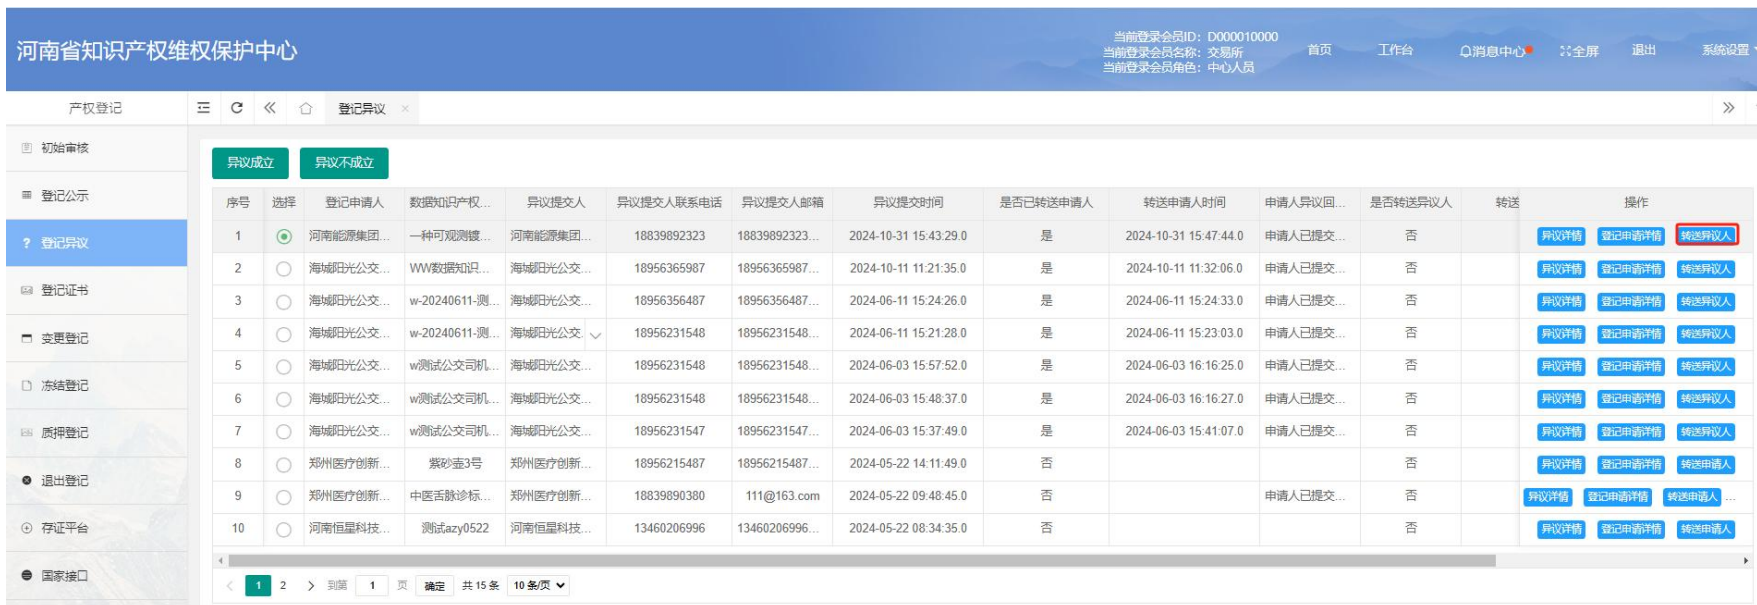 当前登录会员ID：D000010000
河南省知识产权维权保护中心 当前登录会员名称：交易所 首页 工作台 消息中心 全屏 退出 系统设置
当前登录会员角色：中心人员
产权登记 登记异议 ×
初始审核
登记公示
登记异议
登记证书
变更登记
冻结登记
质押登记
退出登记
存证平台
国家接口
异议成立 异议不成立
序号 选择 登记申请人 数据知识产权... 异议提交人 异议提交人联系电话 异议提交人邮箱 异议提交时间 是否已转送申请人 转送申请人时间 申请人异议回... 是否转送异议人 转送 操作
1 河南能源集团... 一种可观测镀... 河南能源集团... 18839892323 18839892323... 2024-10-31 15:43:29.0 是 2024-10-31 15:47:44.0 申请人已提交... 否 异议详情 登记申请详情 转送异议人
2 海城阳光公交... WW数据知识... 海城阳光公交... 18956365987 18956365987... 2024-10-11 11:21:35.0 是 2024-10-11 11:32:06.0 申请人已提交... 否 异议详情 登记申请详情 转送异议人
3 海城阳光公交... w-20240611-测... 海城阳光公交... 18956356487 18956356487... 2024-06-11 15:24:26.0 是 2024-06-11 15:24:33.0 申请人已提交... 否 异议详情 登记申请详情 转送异议人
4 海城阳光公交... w-20240611-测... 海城阳光公交. 18956231548 18956231548... 2024-06-11 15:21:28.0 是 2024-06-11 15:23:03.0 申请人已提交... 否 异议详情 登记申请详情 转送异议人
5 海城阳光公交... w测试公交司机... 海城阳光公交... 18956231548 18956231548... 2024-06-03 15:57:52.0 是 2024-06-03 16:16:25.0 申请人已提交... 否 异议详情 登记申请详情 转送异议人
6 海城阳光公交... w测试公交司机... 海城阳光公交... 18956231548 18956231548... 2024-06-03 15:48:37.0 是 2024-06-03 16:16:27.0 申请人已提交... 否 异议详情 登记申请详情 转送异议人
7 海城阳光公交... w测试公交司机... 海城阳光公交... 18956231547 18956231547... 2024-06-03 15:37:49.0 是 2024-06-03 15:41:07.0 申请人已提交... 否 异议详情 登记申请详情 转送异议人
8 郑州医疗创新... 紫砂壶3号 郑州医疗创新... 18956215487 18956215487... 2024-05-22 14:11:49.0 否 否 异议详情 登记申请详情 转送申请人
9 郑州医疗创新... 中医舌脉诊标... 郑州医疗创新... 18839890380 111@163.com 2024-05-22 09:48:45.0 否 申请人已提交... 否 异议详情 登记申请详情 转送申请人 ...
10 河南恒星科技... 测试azy0522 河南恒星科技... 13460206996 13460206996... 2024-05-22 08:34:35.0 否 否 异议详情 登记申请详情 转送申请人
1 2 到第 1 页 确定 共 15 条 10 条/页